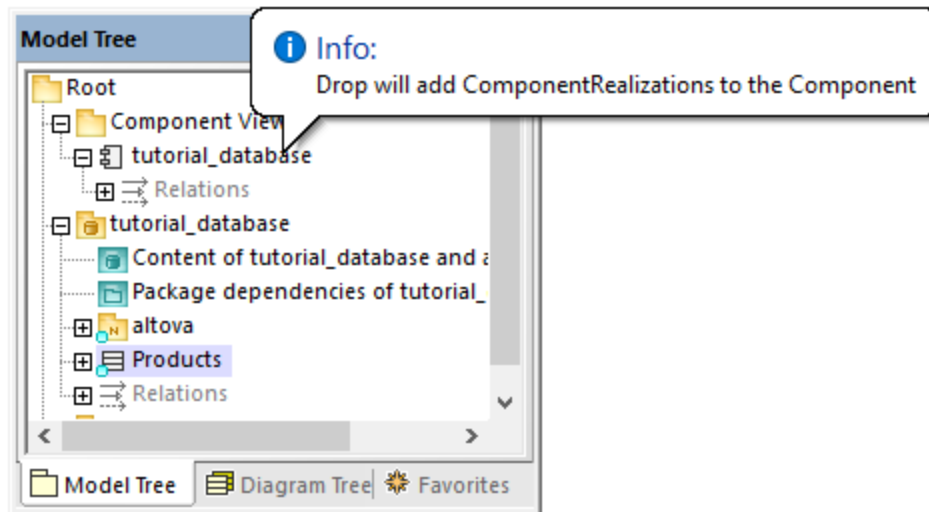 Model Tree
Info:
Drop will add ComponentRealizations to the Component
Root
Component View
tutorial_database
Relations
tutorial_database
Content of tutorial_database and a
Package dependencies of tutorial_
N altova
Products
Relations
Model Tree
Diagram Tree
Favorites